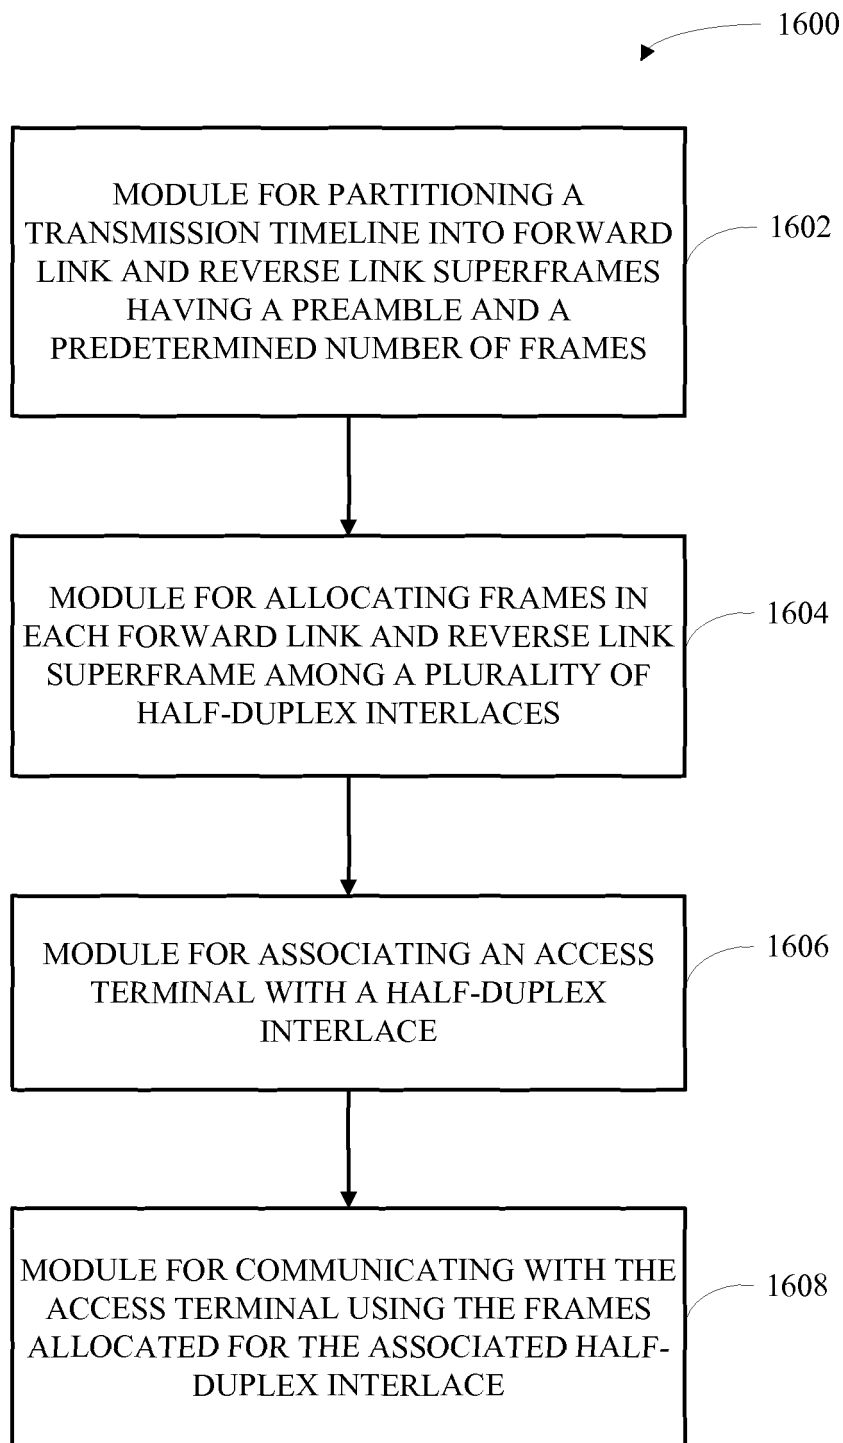 1600
MODULE FOR PARTITIONING A
TRANSMISSION TIMELINE INTO FORWARD
LINK AND REVERSE LINK SUPERFRAMES
HAVING A PREAMBLE AND A
PREDETERMINED NUMBER OF FRAMES
1602
MODULE FOR ALLOCATING FRAMES IN
EACH FORWARD LINK AND REVERSE LINK
SUPERFRAME AMONG A PLURALITY OF
HALF-DUPLEX INTERLACES
1604
MODULE FOR ASSOCIATING AN ACCESS
TERMINAL WITH A HALF-DUPLEX
INTERLACE
1606
MODULE FOR COMMUNICATING WITH THE
ACCESS TERMINAL USING THE FRAMES
ALLOCATED FOR THE ASSOCIATED HALF-
DUPLEX INTERLACE
1608